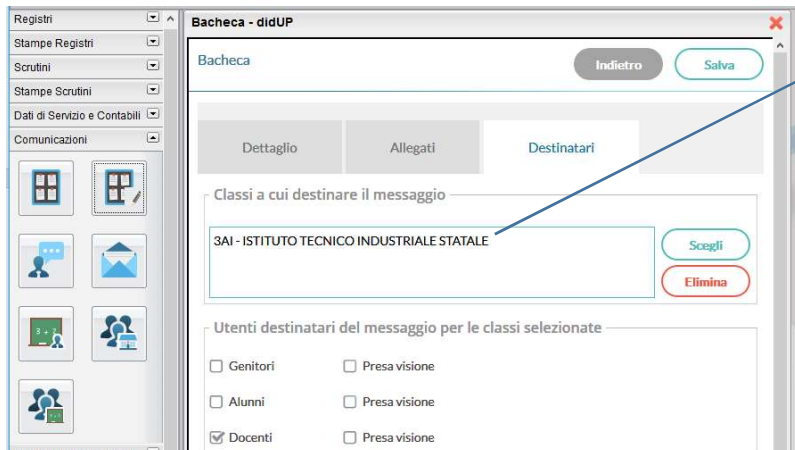 Registri
Stampe Registri
Scrutini
Stampe Scrutini
Dati di Servizio e Contabili
Comunicazioni
Bacheca - didUP
Bacheca
Indietro
Salva
Dettaglio
Allegati
Destinatari
Classi a cui destinare il messaggio
3AI - ISTITUTO TECNICO INDUSTRIALE STATALE
Scegli
Elimina
Utenti destinatari del messaggio per le classi selezionate
Genitori Presa visione
Alunni Presa visione
Docenti Presa visione